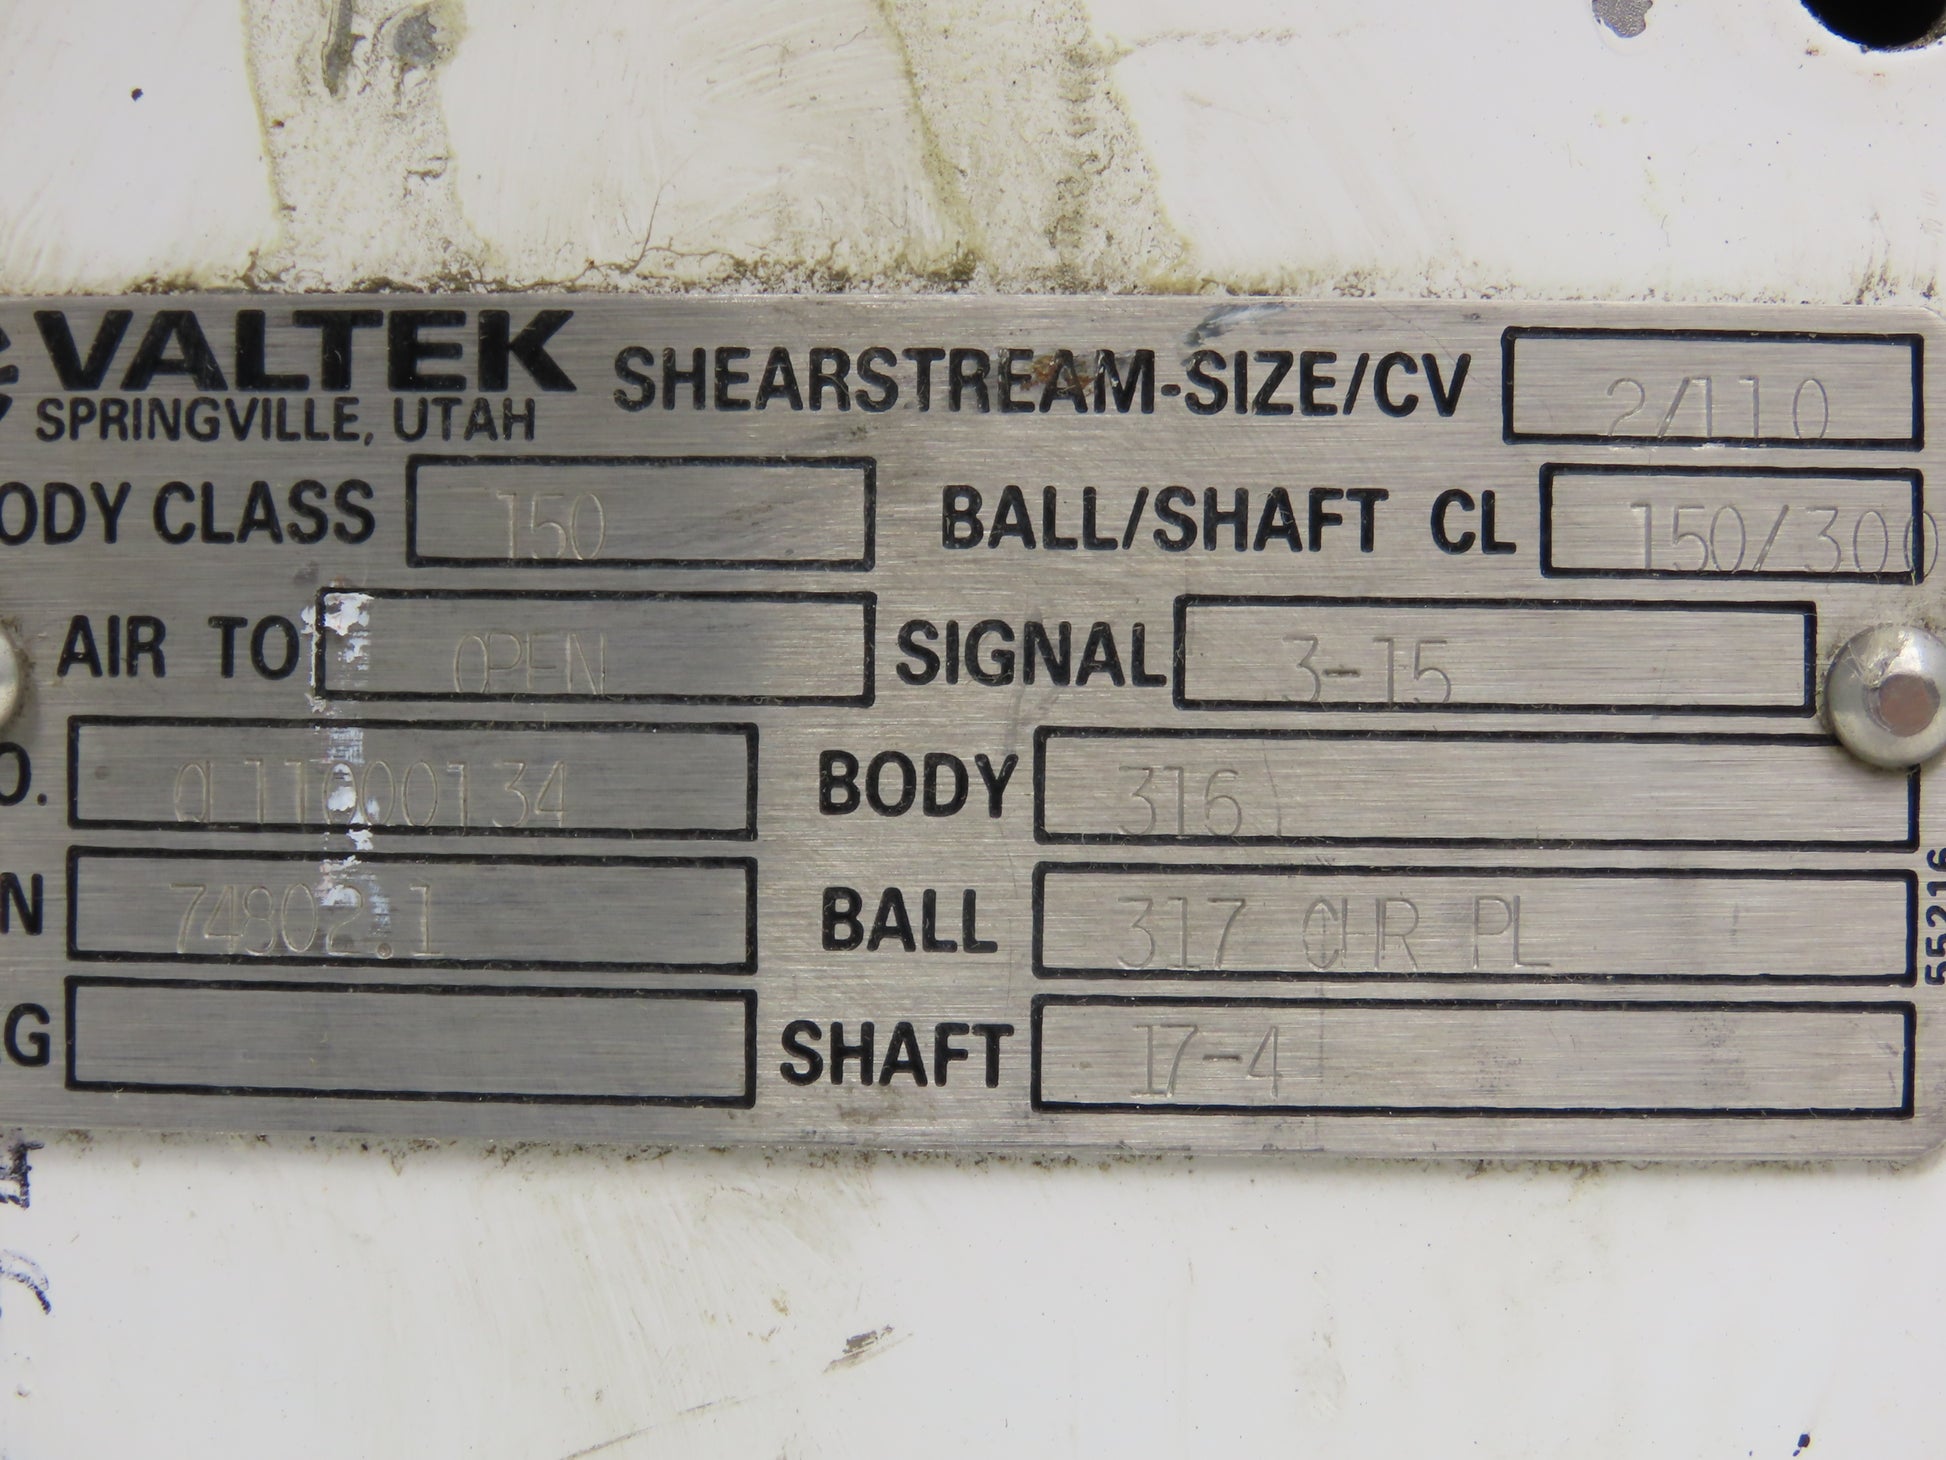 VALTEK SHEARSTREAM-SIZE/CV 2/110
SPRINGVILLE, UTAH
ODY CLASS 150 BALL/SHAFT CL 150/300
AIR TO OPEN SIGNAL 3-15
O. Q11000134 BODY 316
N 74802.1 BALL 317 CHR PL
G SHAFT 17-4
55216